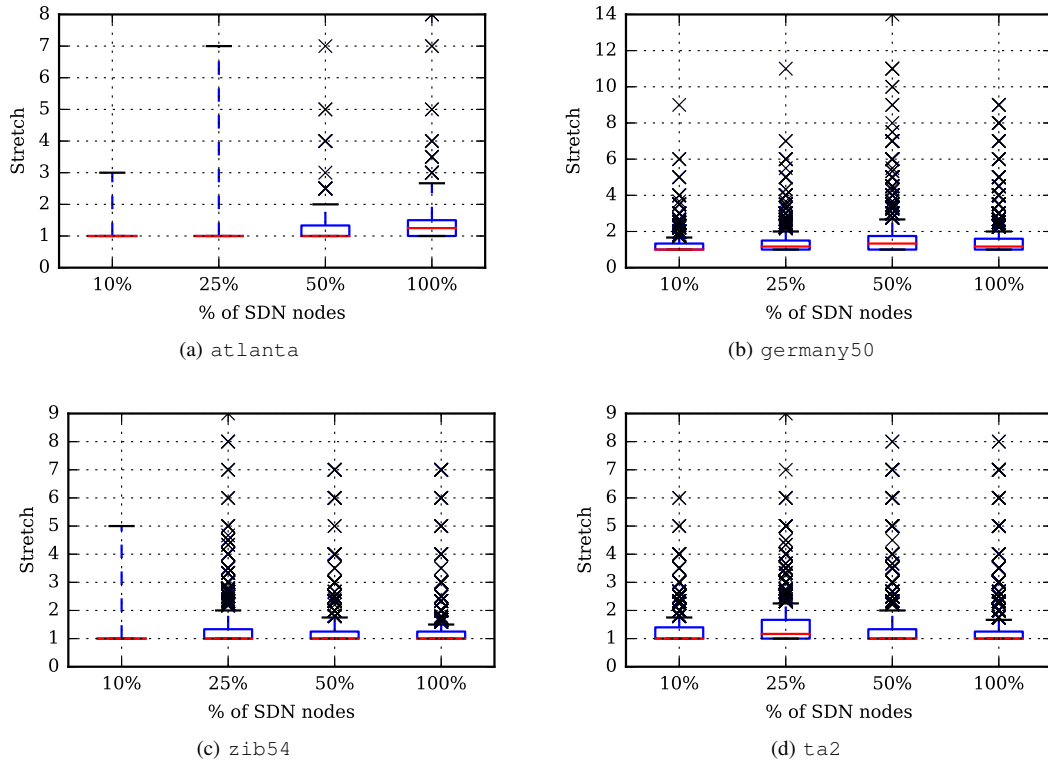 8
7
6
5
4
3
2
1
0
Stretch
10% 25% 50% 100%
% of SDN nodes
(a) atlanta
14
12
10
8
6
4
2
0
Stretch
10% 25% 50% 100%
% of SDN nodes
(b) germany50
9
8
7
6
5
4
3
2
1
0
Stretch
10% 25% 50% 100%
% of SDN nodes
(c) zib54
9
8
7
6
5
4
3
2
1
0
Stretch
10% 25% 50% 100%
% of SDN nodes
(d) ta2